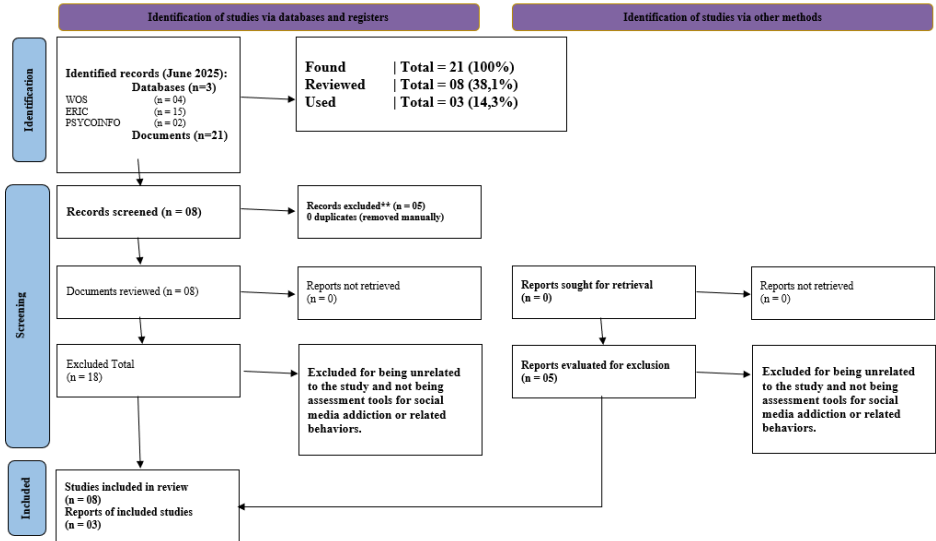 Identification of studies via databases and registers
Identification of studies via other methods
Identification
Identified records (June 2025):
Databases (n=3)
WOS (n = 04)
ERIC (n = 15)
PSYCOINFO (n = 02)
Documents (n=21)
Found | Total = 21 (100%)
Reviewed | Total = 08 (38,1%)
Used | Total = 03 (14,3%)
Screening
Records screened (n = 08)
Records excluded** (n = 05)
0 duplicates (removed manually)
Documents reviewed (n = 08)
Reports not retrieved
(n = 0)
Reports sought for retrieval
(n = 0)
Reports not retrieved
(n = 0)
Excluded Total
(n = 18)
Excluded for being unrelated
to the study and not being
assessment tools for social
media addiction or related
behaviors.
Reports evaluated for exclusion
(n = 05)
Excluded for being unrelated
to the study and not being
assessment tools for social
media addiction or related
behaviors.
Included
Studies included in review
(n = 08)
Reports of included studies
(n = 03)